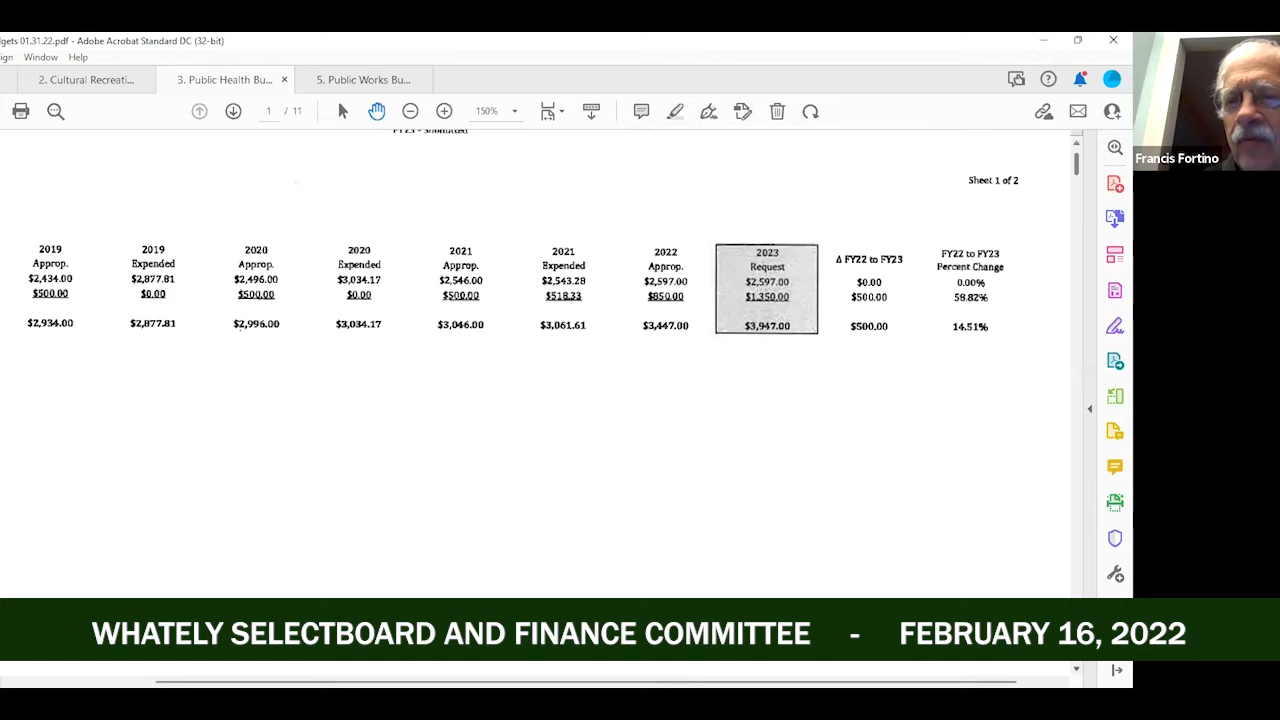 gets 01.31.22.pdf - Adobe Acrobat Standard DC (32-bit)
ign Window Help
2. Cultural Recreati... 3. Public Health Bu... × 5. Public Works Bu...
1 / 11 150%
Sheet 1 of 2
2019 2019 2020 2020 2021 2021 2022 2023 Δ FY22 to FY23 FY22 to FY23
Approp. Expended Approp. Expended Approp. Expended Approp. Request Percent Change
$2,434.00 $2,877.81 $2,496.00 $3,034.17 $2,546.00 $2,543.28 $2,597.00 $2,597.00 $0.00 0.00%
$500.00 $0.00 $500.00 $0.00 $500.00 $518.33 $850.00 $1,350.00 $500.00 58.82%
$2,934.00 $2,877.81 $2,996.00 $3,034.17 $3,046.00 $3,061.61 $3,447.00 $3,947.00 $500.00 14.51%
Francis Fortino
WHATELY SELECTBOARD AND FINANCE COMMITTEE - FEBRUARY 16, 2022